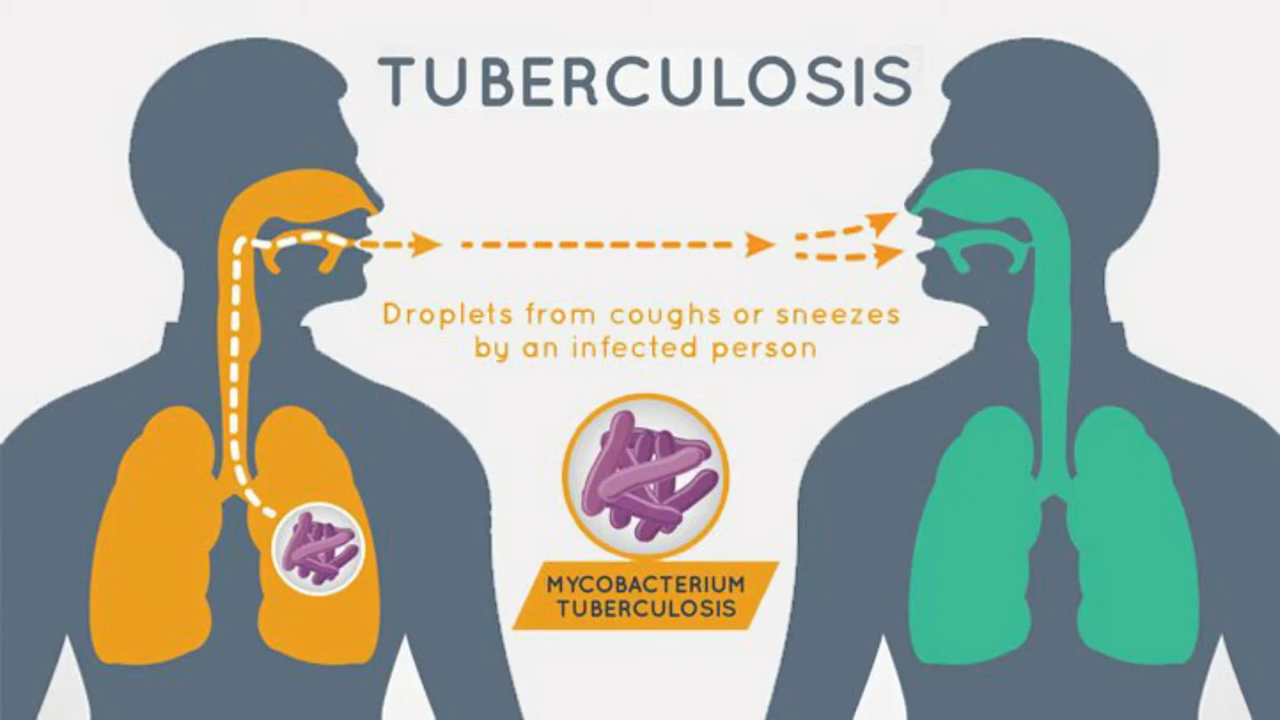 TUBERCULOSIS
Droplets from coughs or sneezes
by an infected person
MYCOBACTERIUM
TUBERCULOSIS